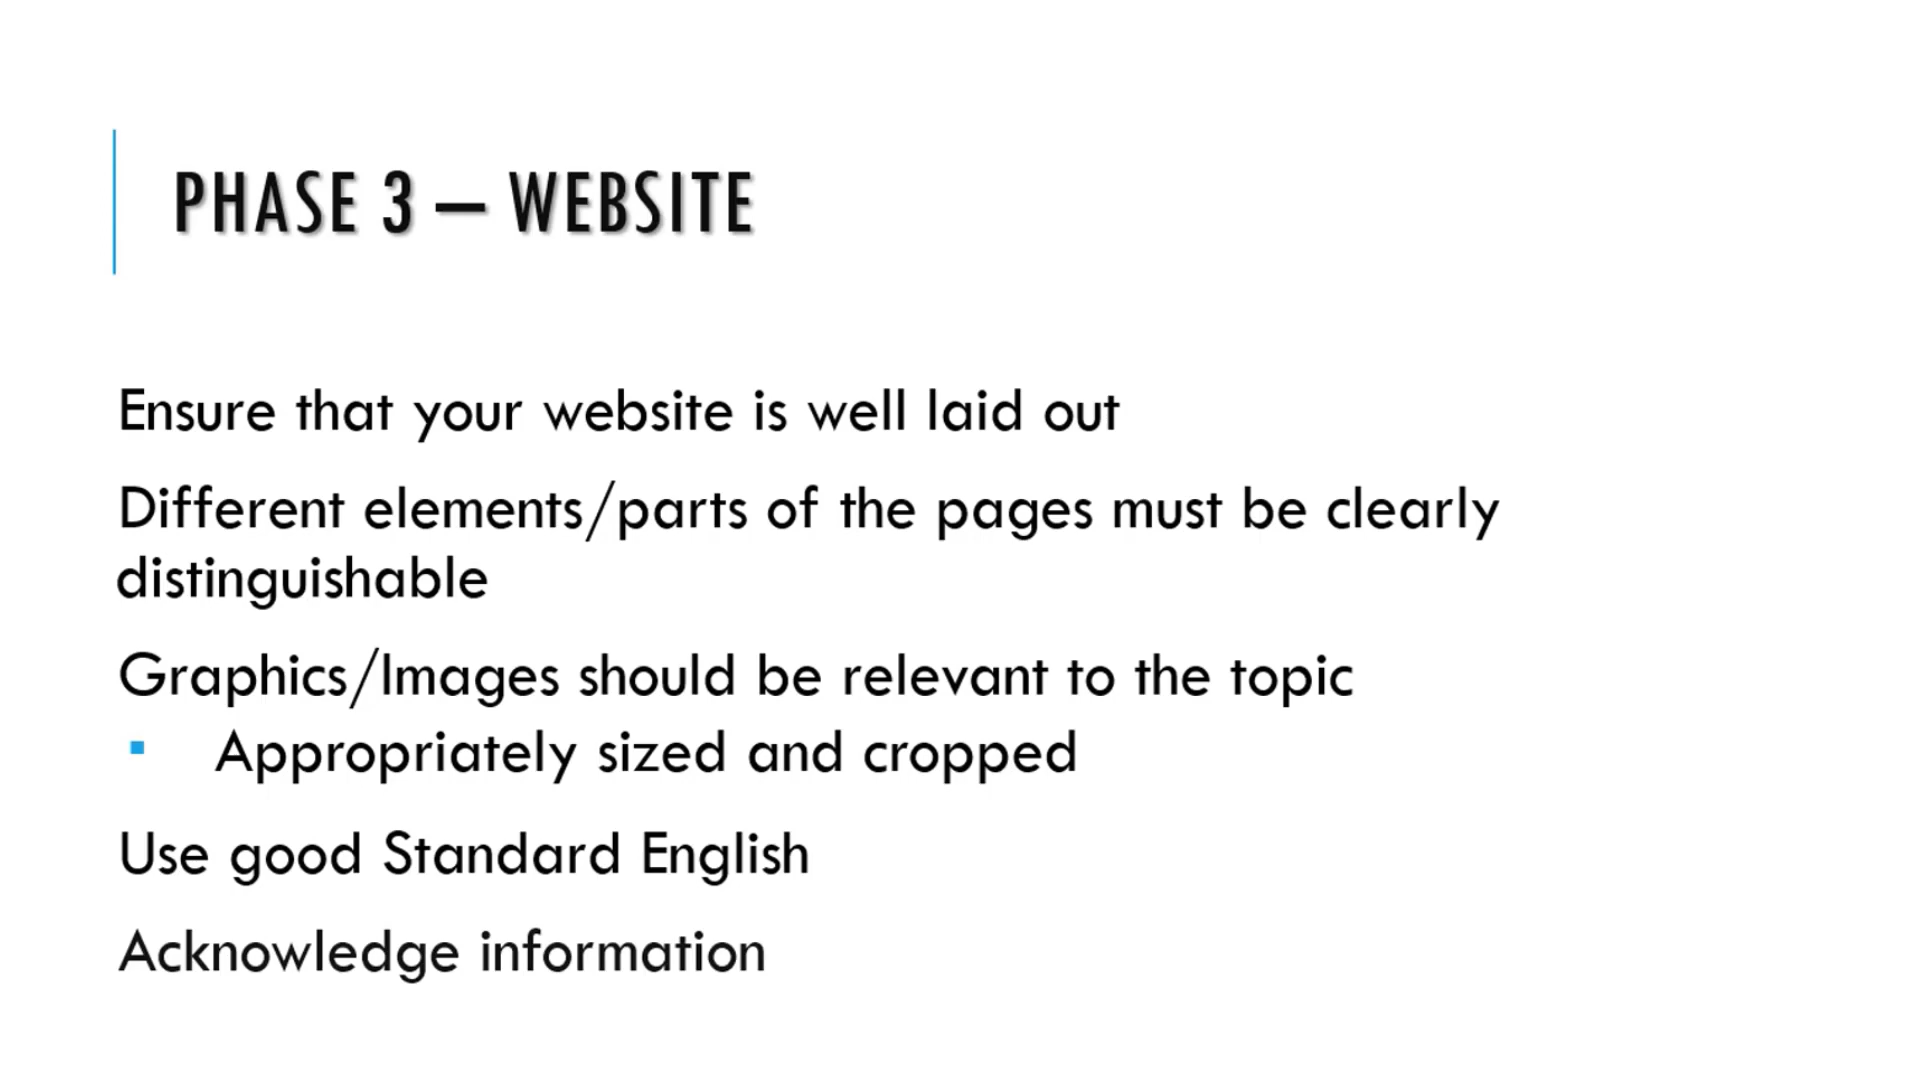 PHASE 3 – WEBSITE
Ensure that your website is well laid out
Different elements/parts of the pages must be clearly
distinguishable
Graphics/Images should be relevant to the topic
▪ Appropriately sized and cropped
Use good Standard English
Acknowledge information